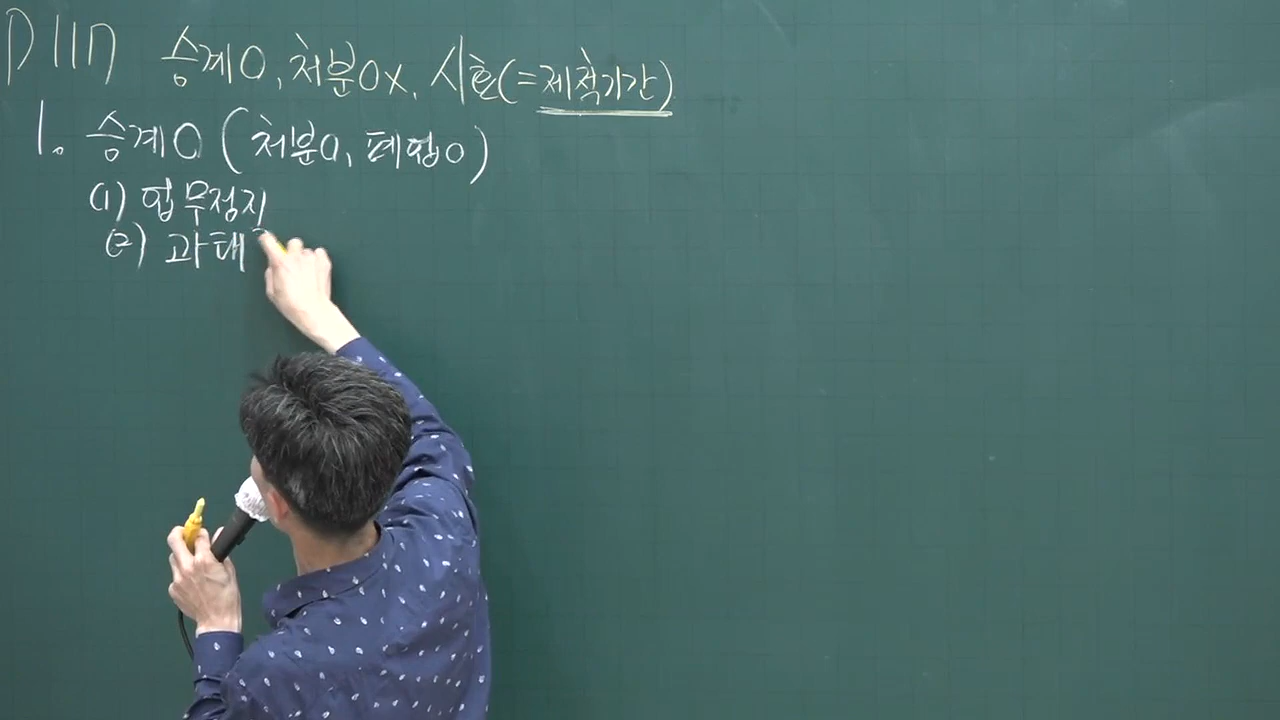 P117 승계O, 처분O×, 시효(=제척기간)
1. 승계O (처분O, 폐업O)
(1) 업무정지
(2) 과태